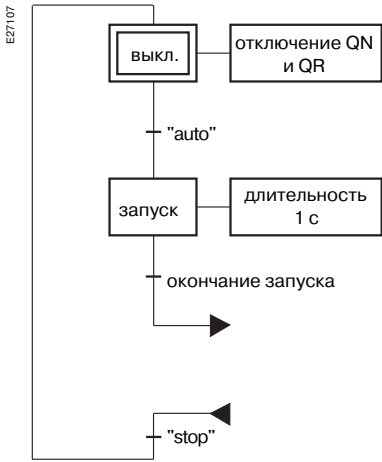 E27107
выкл.
отключение QN
и QR
"auto"
запуск
длительность
1 с
окончание запуска
"stop"